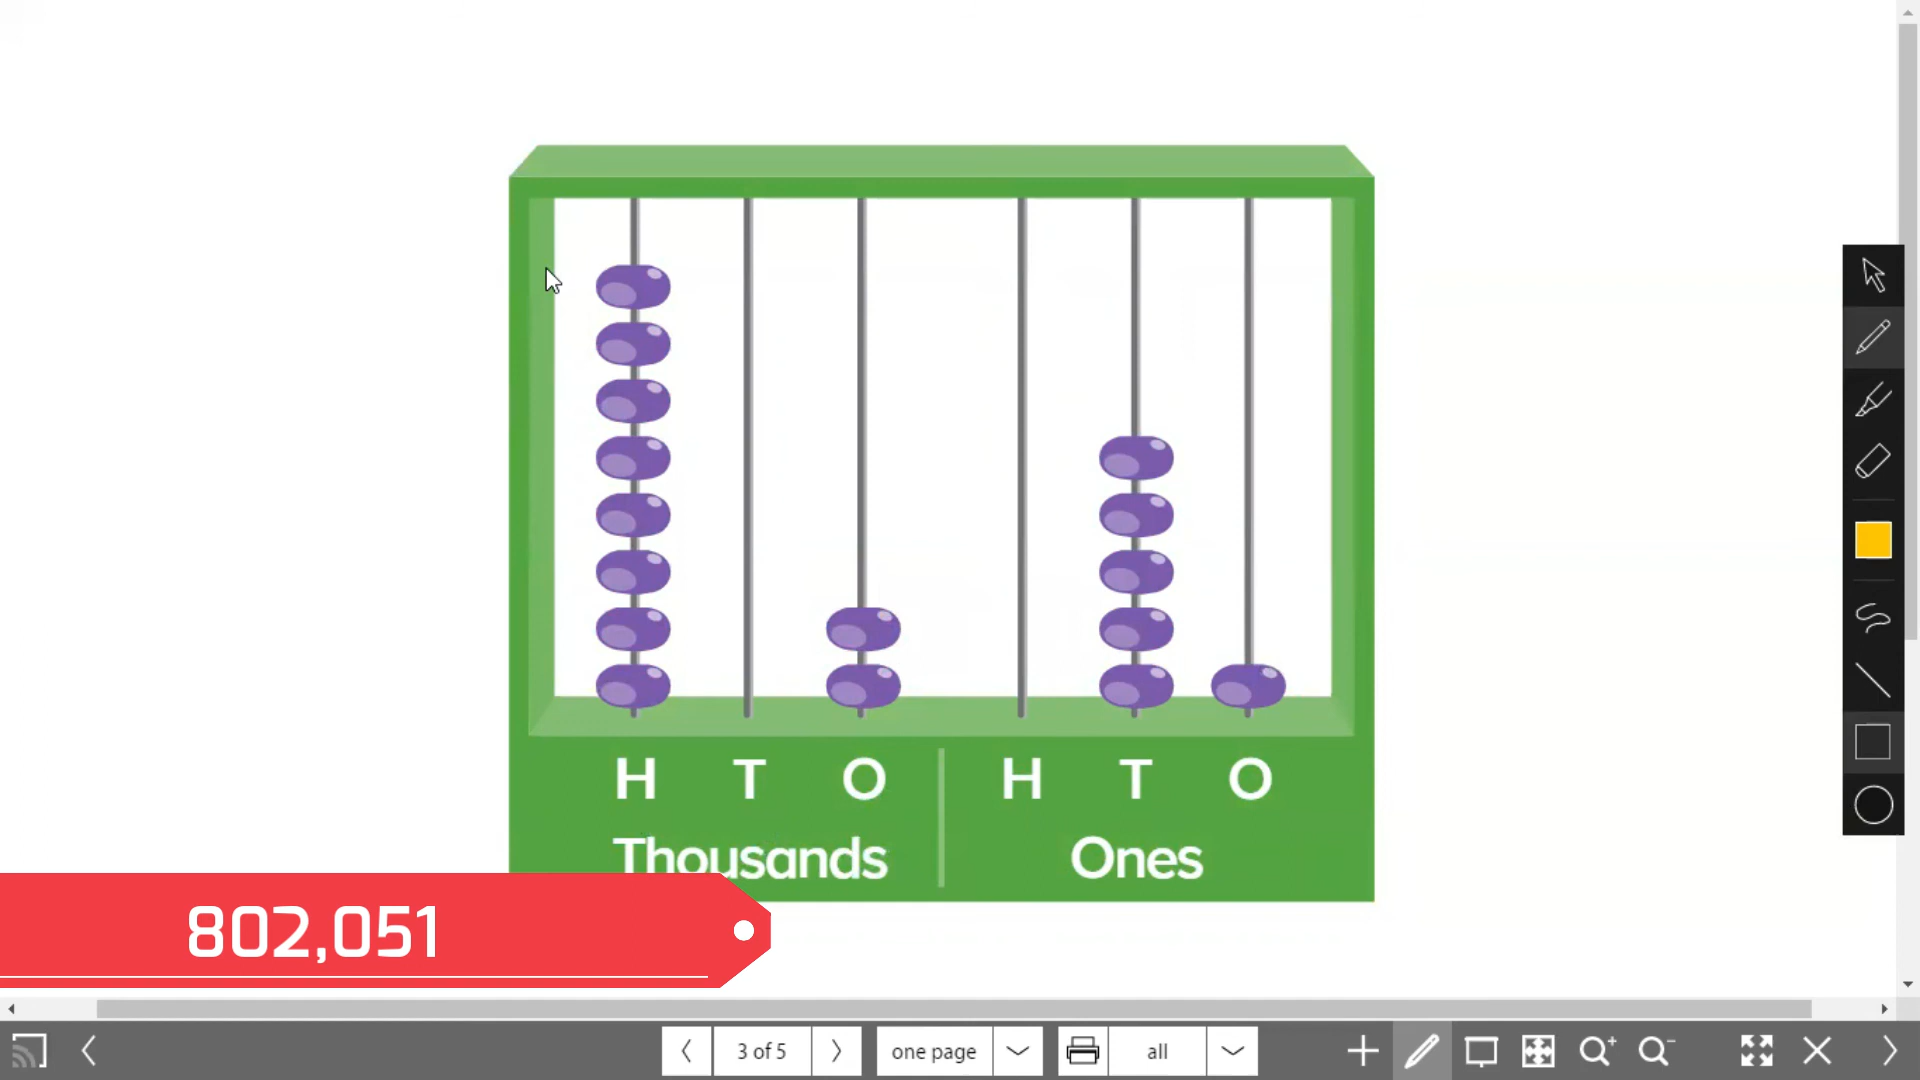 H T O H T O
Thousands Ones
802,051
3 of 5 one page all